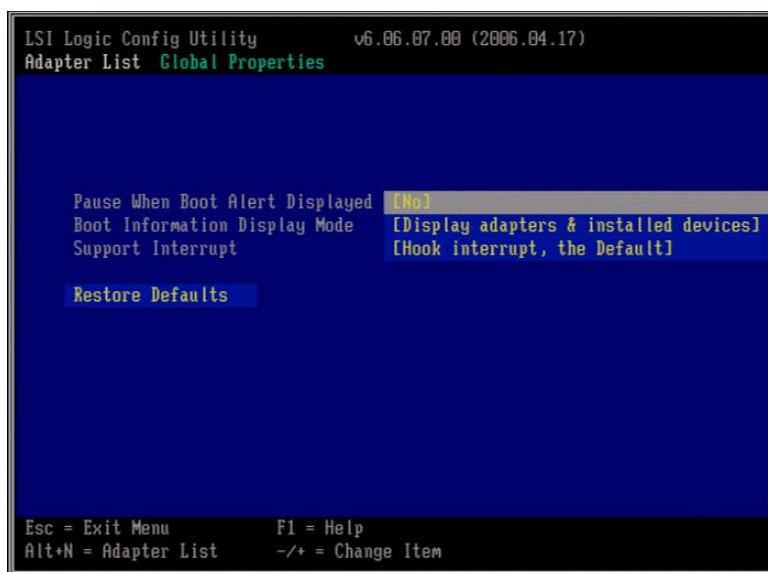 LSI Logic Config Utility v6.06.07.00 (2006.04.17)
Adapter List Global Properties
Pause When Boot Alert Displayed [No]
Boot Information Display Mode [Display adapters & installed devices]
Support Interrupt [Hook interrupt, the Default]
Restore Defaults
Esc = Exit Menu F1 = Help
Alt+N = Adapter List -/+ = Change Item